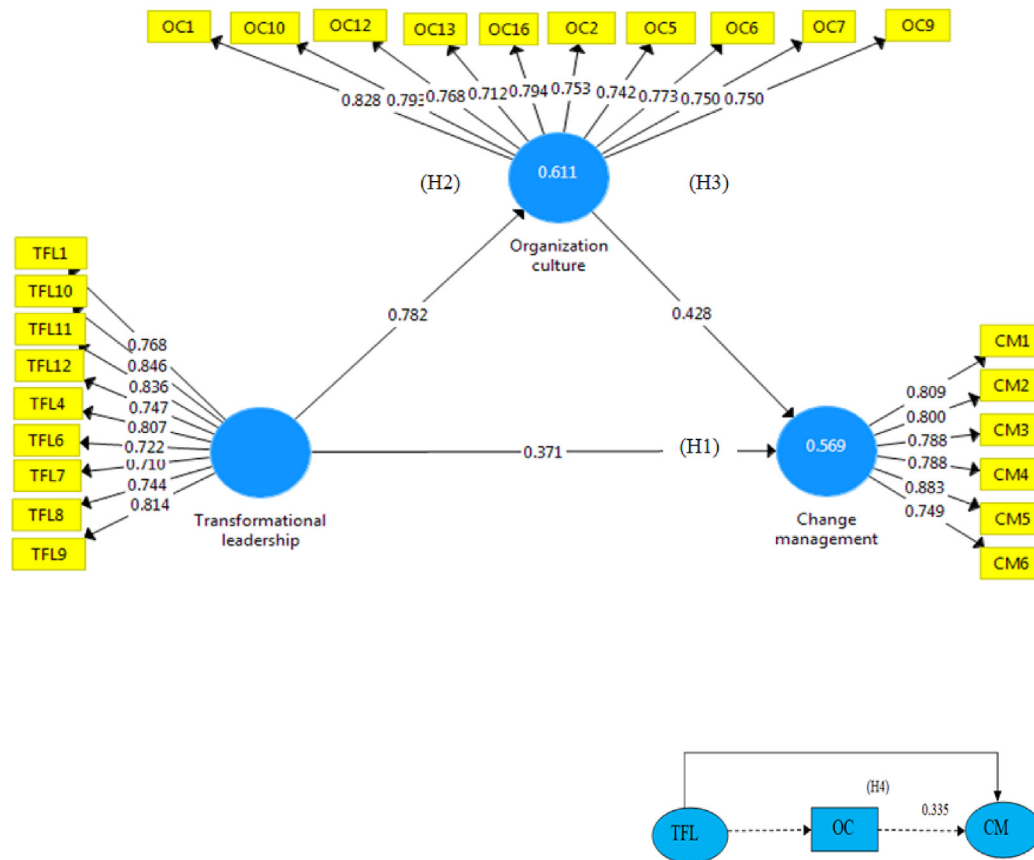 OC1 OC10 OC12 OC13 OC16 OC2 OC5 OC6 OC7 OC9
0.828 0.793 0.768 0.712 0.794 0.753 0.742 0.773 0.750 0.750
(H2)
0.611
(H3)
Organization
culture
0.782
0.428
TFL1
TFL10
TFL11
TFL12
TFL4
TFL6
TFL7
TFL8
TFL9
0.768
0.846
0.836
0.747
0.807
0.722
0.710
0.744
0.814
Transformational
leadership
0.371
(H1)
0.569
Change
management
0.809
0.800
0.788
0.788
0.883
0.749
CM1
CM2
CM3
CM4
CM5
CM6
(H4)
TFL
OC
0.335
CM